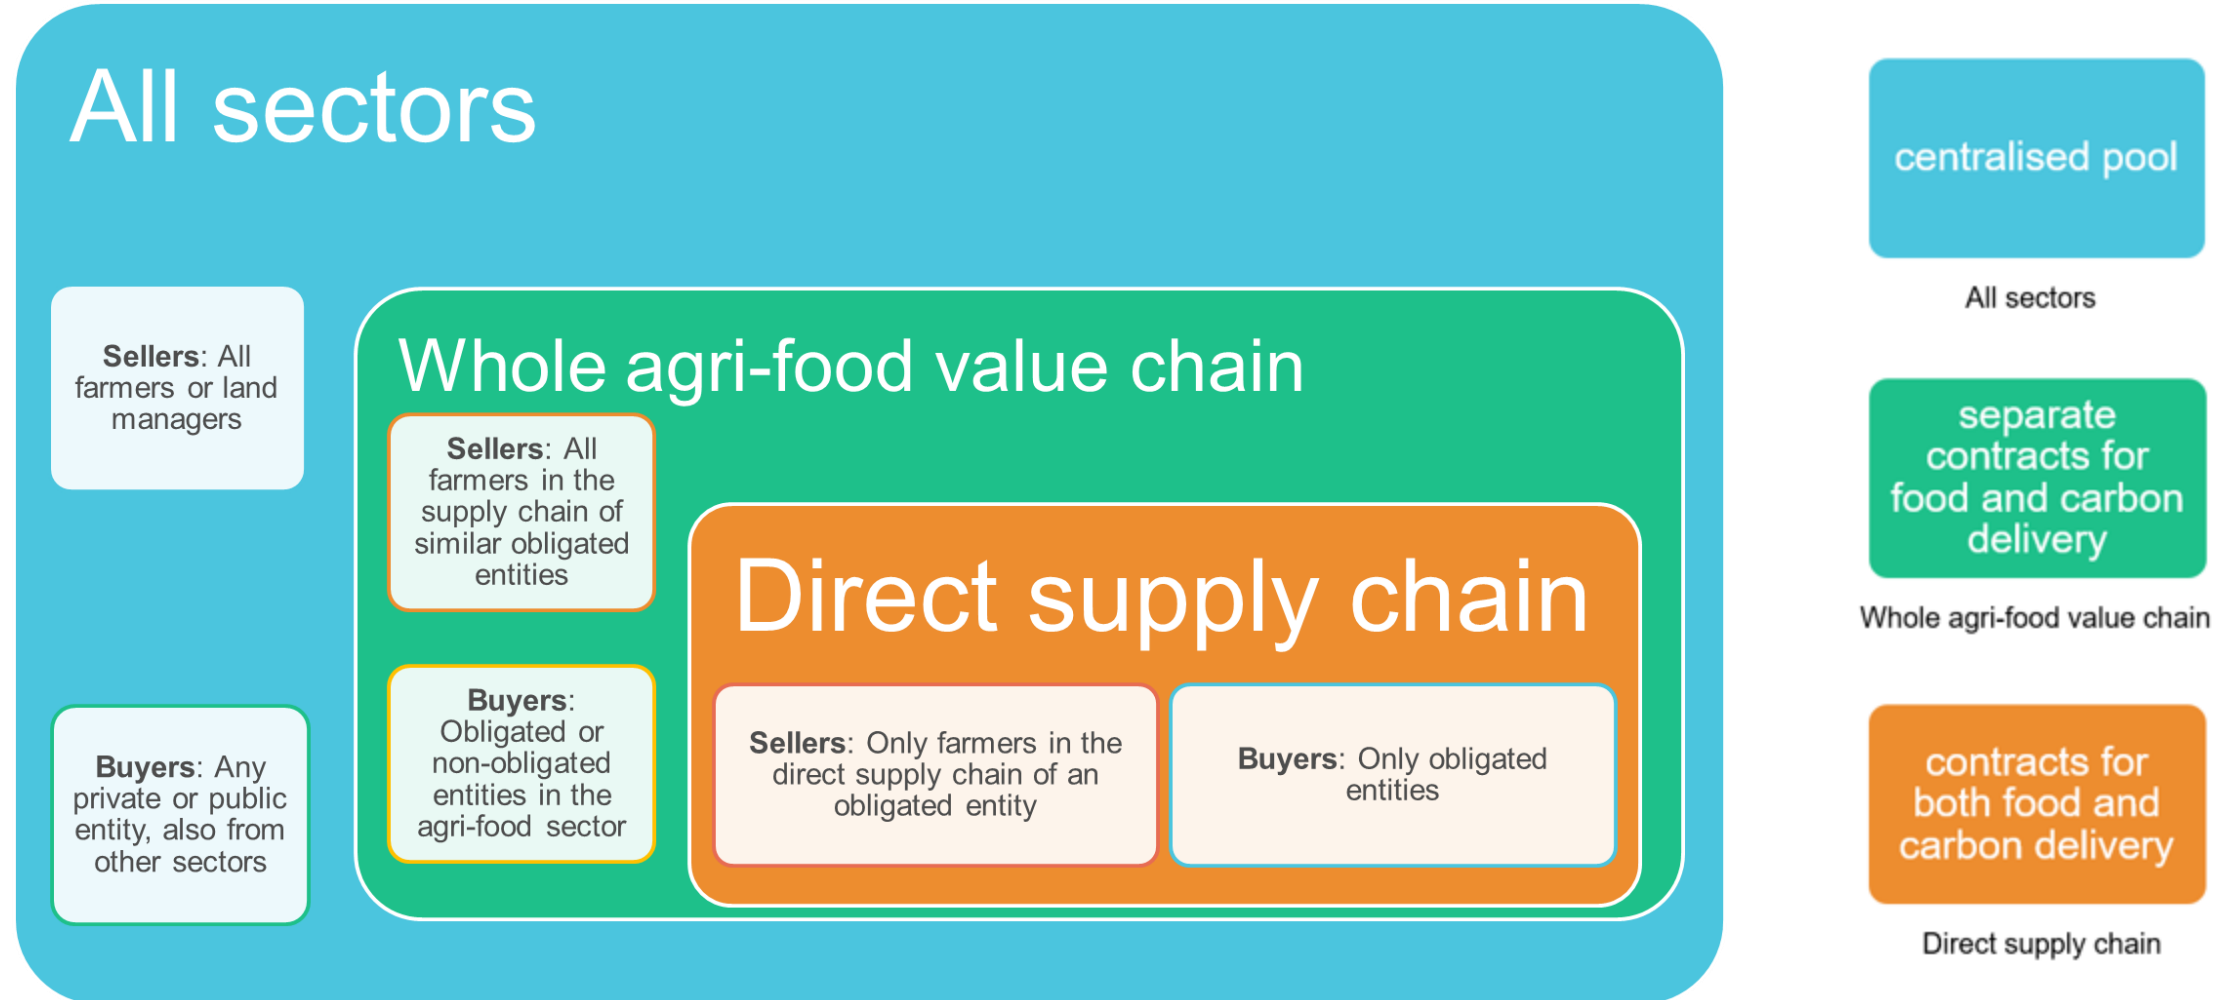 All sectors
Sellers: All
farmers or land
managers
Buyers: Any
private or public
entity, also from
other sectors
Whole agri-food value chain
Sellers: All
farmers in the
supply chain of
similar obligated
entities
Buyers:
Obligated or
non-obligated
entities in the
agri-food sector
Direct supply chain
Sellers: Only farmers in the
direct supply chain of an
obligated entity
Buyers: Only obligated
entities
centralised pool
All sectors
separate
contracts for
food and carbon
delivery
Whole agri-food value chain
contracts for
both food and
carbon delivery
Direct supply chain